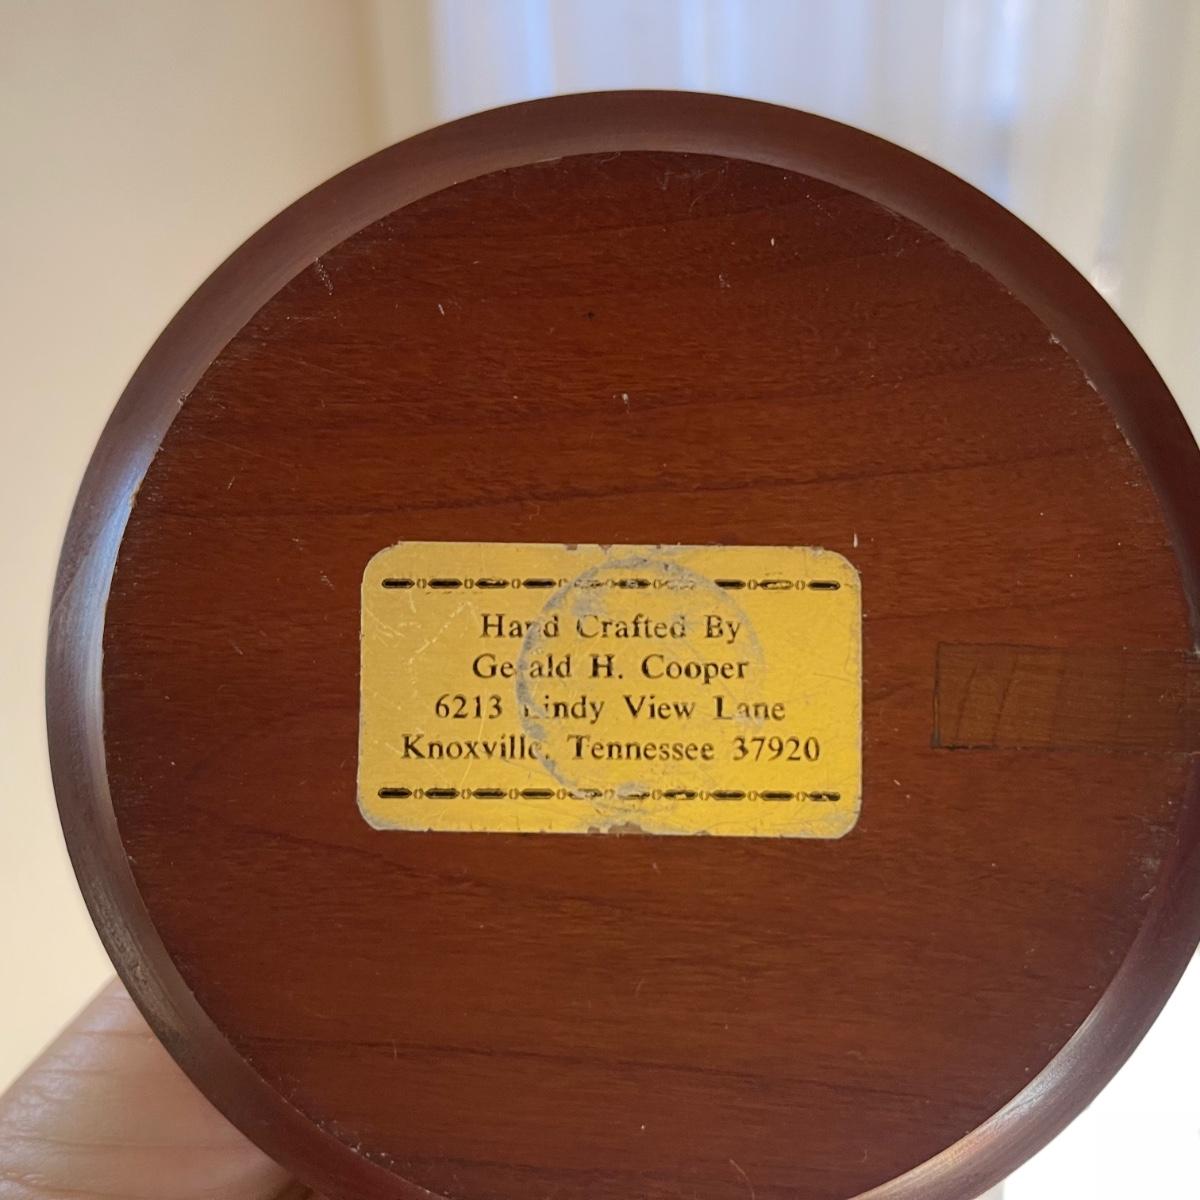 Hand Crafted By
Gerald H. Cooper
6213 Lindy View Lane
Knoxville, Tennessee 37920